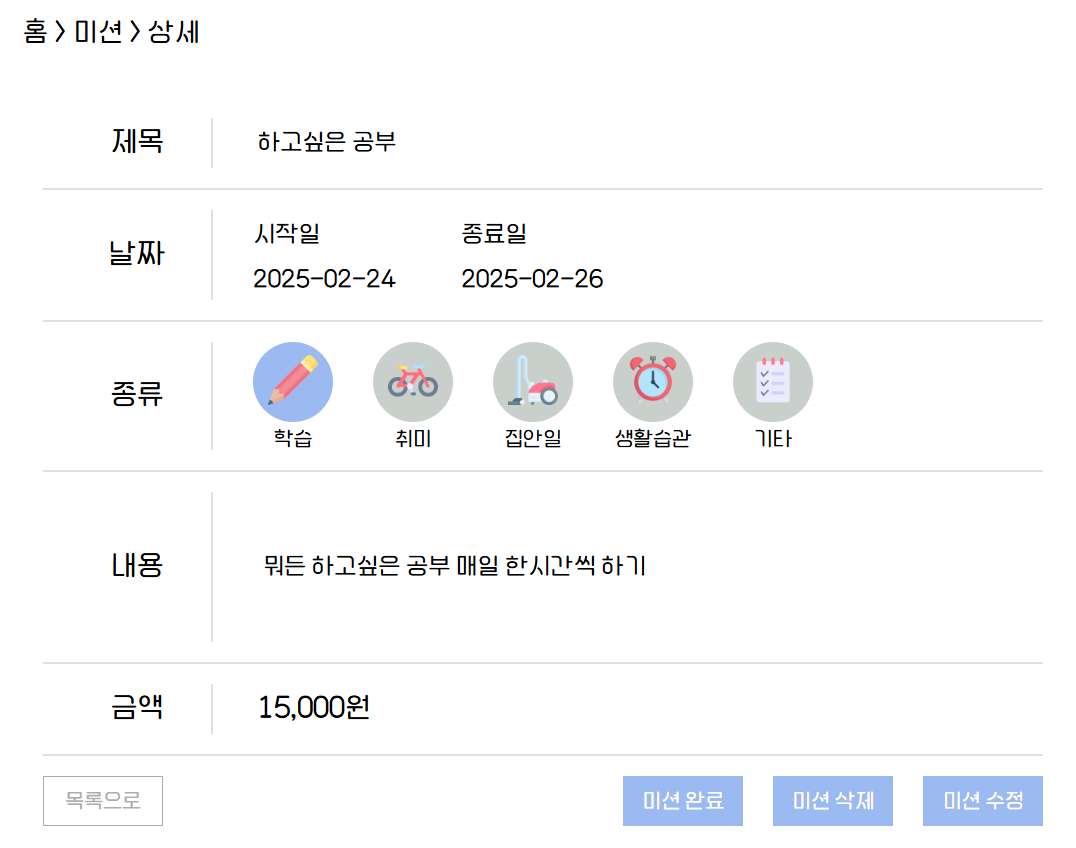 홈 > 미션 > 상세
제목 하고싶은 공부
날짜
시작일 종료일
2025-02-24 2025-02-26
종류
학습 취미 집안일 생활습관 기타
내용 뭐든 하고싶은 공부 매일 한시간씩 하기
금액 15,000원
목록으로 미션 완료 미션 삭제 미션 수정